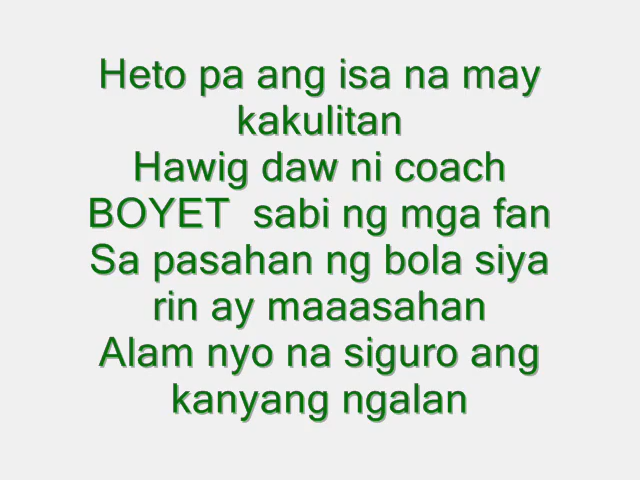 Heto pa ang isa na may
kakulitan
Hawig daw ni coach
BOYET  sabi ng mga fan
Sa pasahan ng bola siya
rin ay maaasahan
Alam nyo na siguro ang
kanyang ngalan